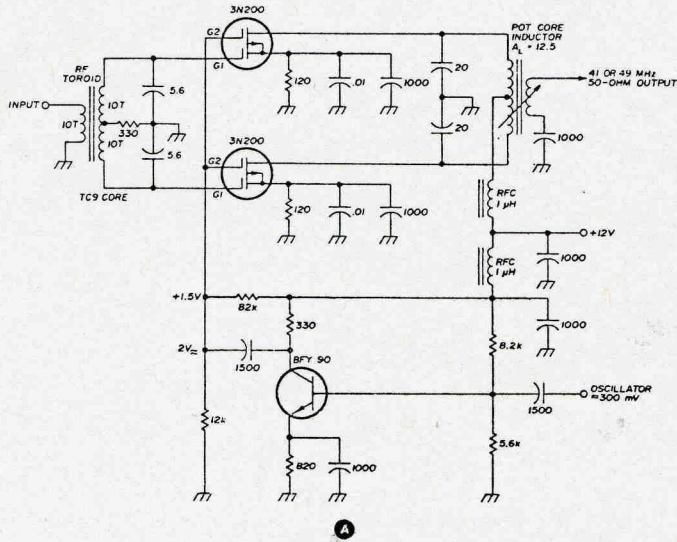 3N200
G2
G1
RF
TOROID
INPUT
10T
10T
10T
330
5.6
5.6
TC9 CORE
120
.01
1000
20
20
POT CORE
INDUCTOR
AL = 12.5
41 OR 49 MHz
50-OHM OUTPUT
1000
3N200
G2
G1
120
.01
1000
RFC
1 μH
+12V
1000
RFC
1 μH
+1.5V
82k
330
1000
8.2k
2V≈
1500
BFY 90
1500
OSCILLATOR
≈300 mV
12k
820
1000
5.6k
A